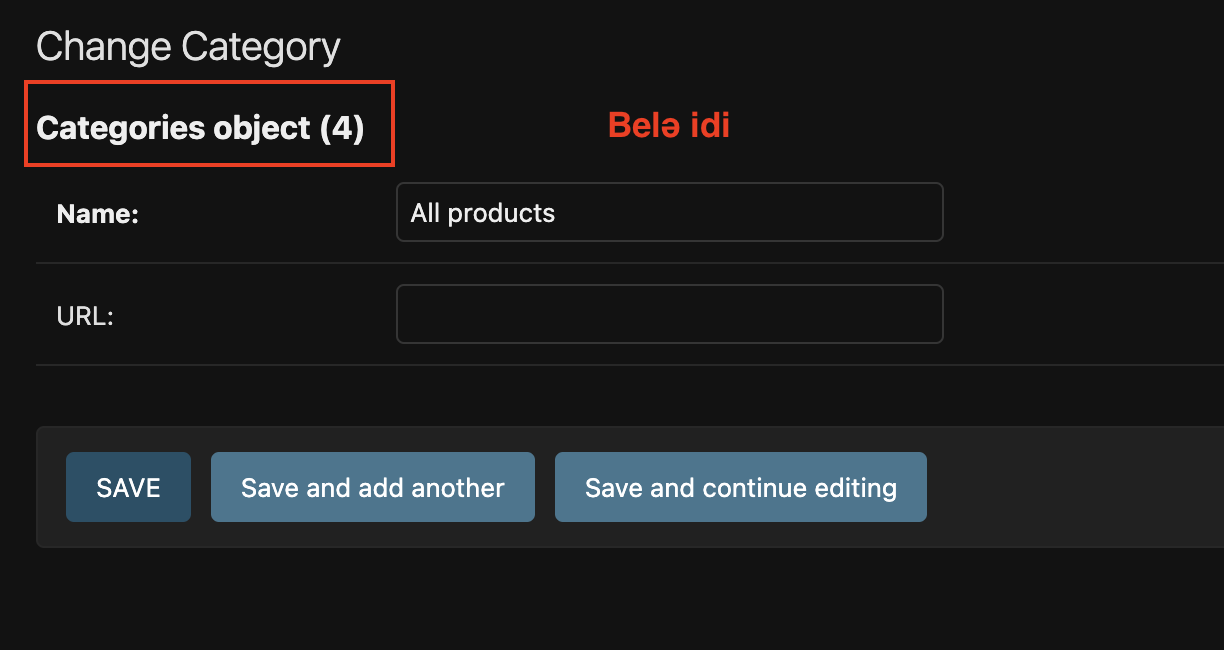 Change Category
Categories object (4)
Belə idi
Name:
All products
URL:
SAVE
Save and add another
Save and continue editing